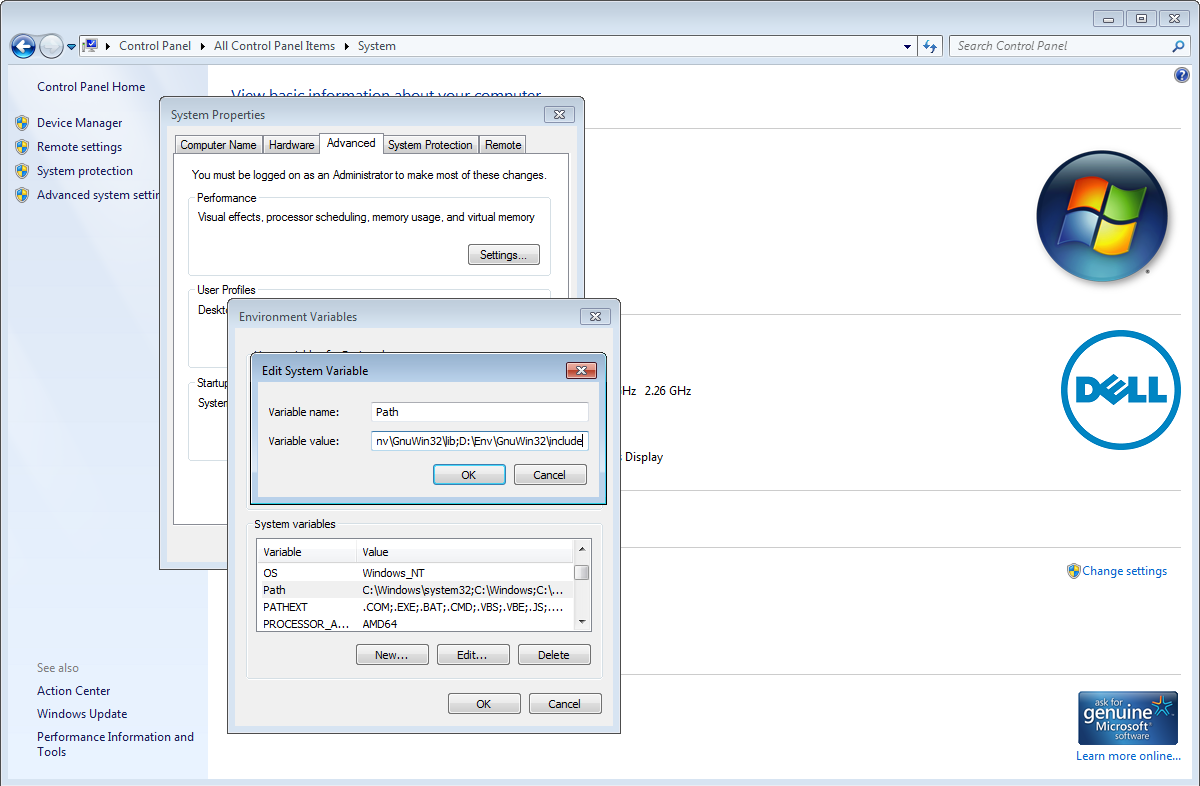 Control Panel All Control Panel Items System
Search Control Panel
Control Panel Home
View basic information about your computer
Device Manager
Remote settings
System protection
Advanced system settin
System Properties
Computer Name Hardware Advanced System Protection Remote
You must be logged on as an Administrator to make most of these changes.
Performance
Visual effects, processor scheduling, memory usage, and virtual memory
Settings...
User Profiles
Deskt
Startup
System
Environment Variables
Edit System Variable
Variable name: Path
Variable value: nv\GnuWin32\lib;D:\Env\GnuWin32\include
OK Cancel
System variables
Variable Value
OS Windows_NT
Path C:\Windows\system32;C:\Windows;C:\...
PATHEXT .COM;.EXE;.BAT;.CMD;.VBS;.VBE;.JS;....
PROCESSOR_A... AMD64
New... Edit... Delete
OK Cancel
Hz 2.26 GHz
Display
DELL
Change settings
See also
Action Center
Windows Update
Performance Information and
Tools
ask for
genuine
Microsoft
software
Learn more online...